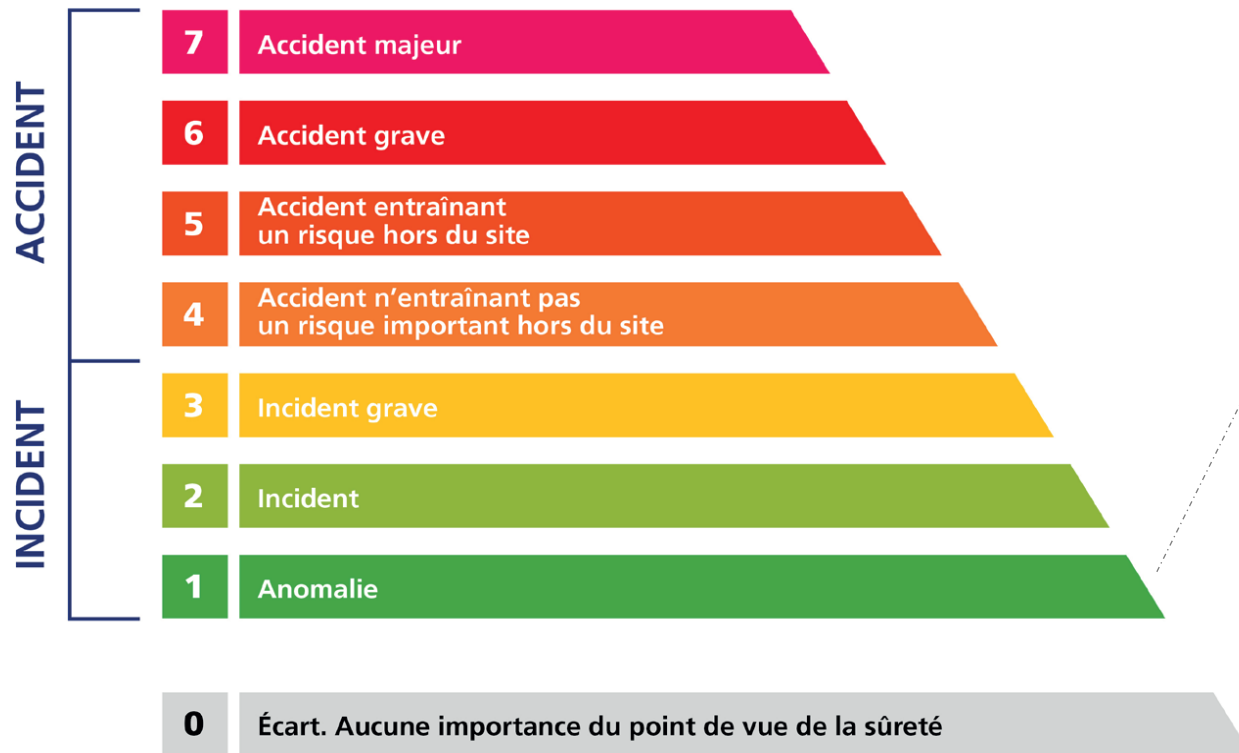 ACCIDENT
7 Accident majeur
6 Accident grave
5 Accident entraînant
un risque hors du site
4 Accident n'entraînant pas
un risque important hors du site
INCIDENT
3 Incident grave
2 Incident
1 Anomalie
0 Écart. Aucune importance du point de vue de la sûreté